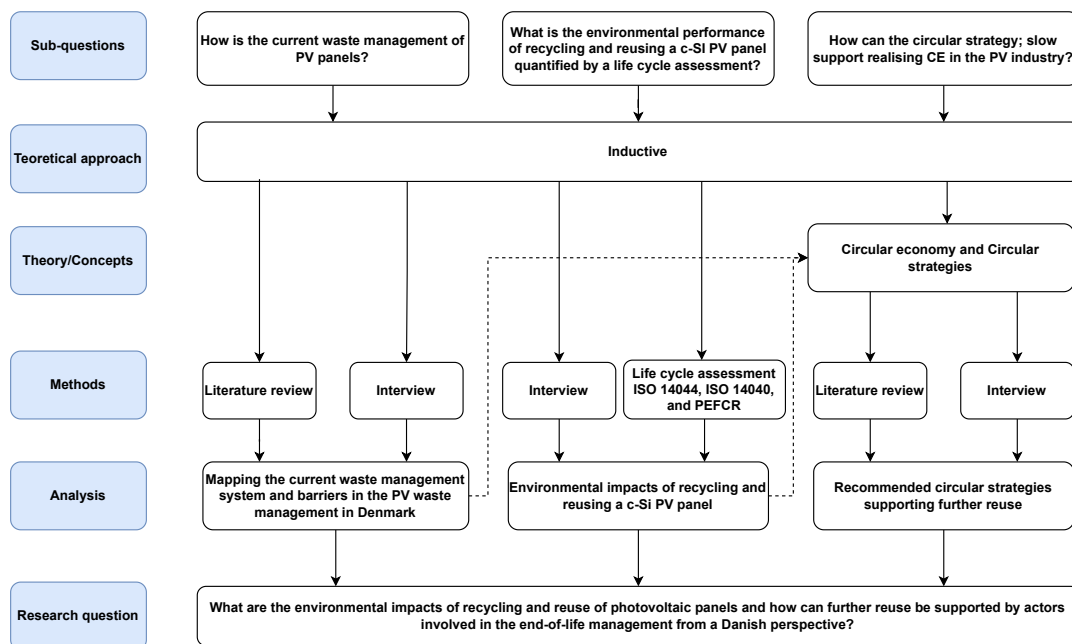 Sub-questions
How is the current waste management of
PV panels?
What is the environmental performance
of recycling and reusing a c-SI PV panel
quantified by a life cycle assessment?
How can the circular strategy; slow
support realising CE in the PV industry?
Teoretical approach
Inductive
Theory/Concepts
Circular economy and Circular
strategies
Methods
Literature review
Interview
Interview
Life cycle assessment
ISO 14044, ISO 14040,
and PEFCR
Literature review
Interview
Analysis
Mapping the current waste management
system and barriers in the PV waste
management in Denmark
Environmental impacts of recycling and
reusing a c-Si PV panel
Recommended circular strategies
supporting further reuse
Research question
What are the environmental impacts of recycling and reuse of photovoltaic panels and how can further reuse be supported by actors
involved in the end-of-life management from a Danish perspective?